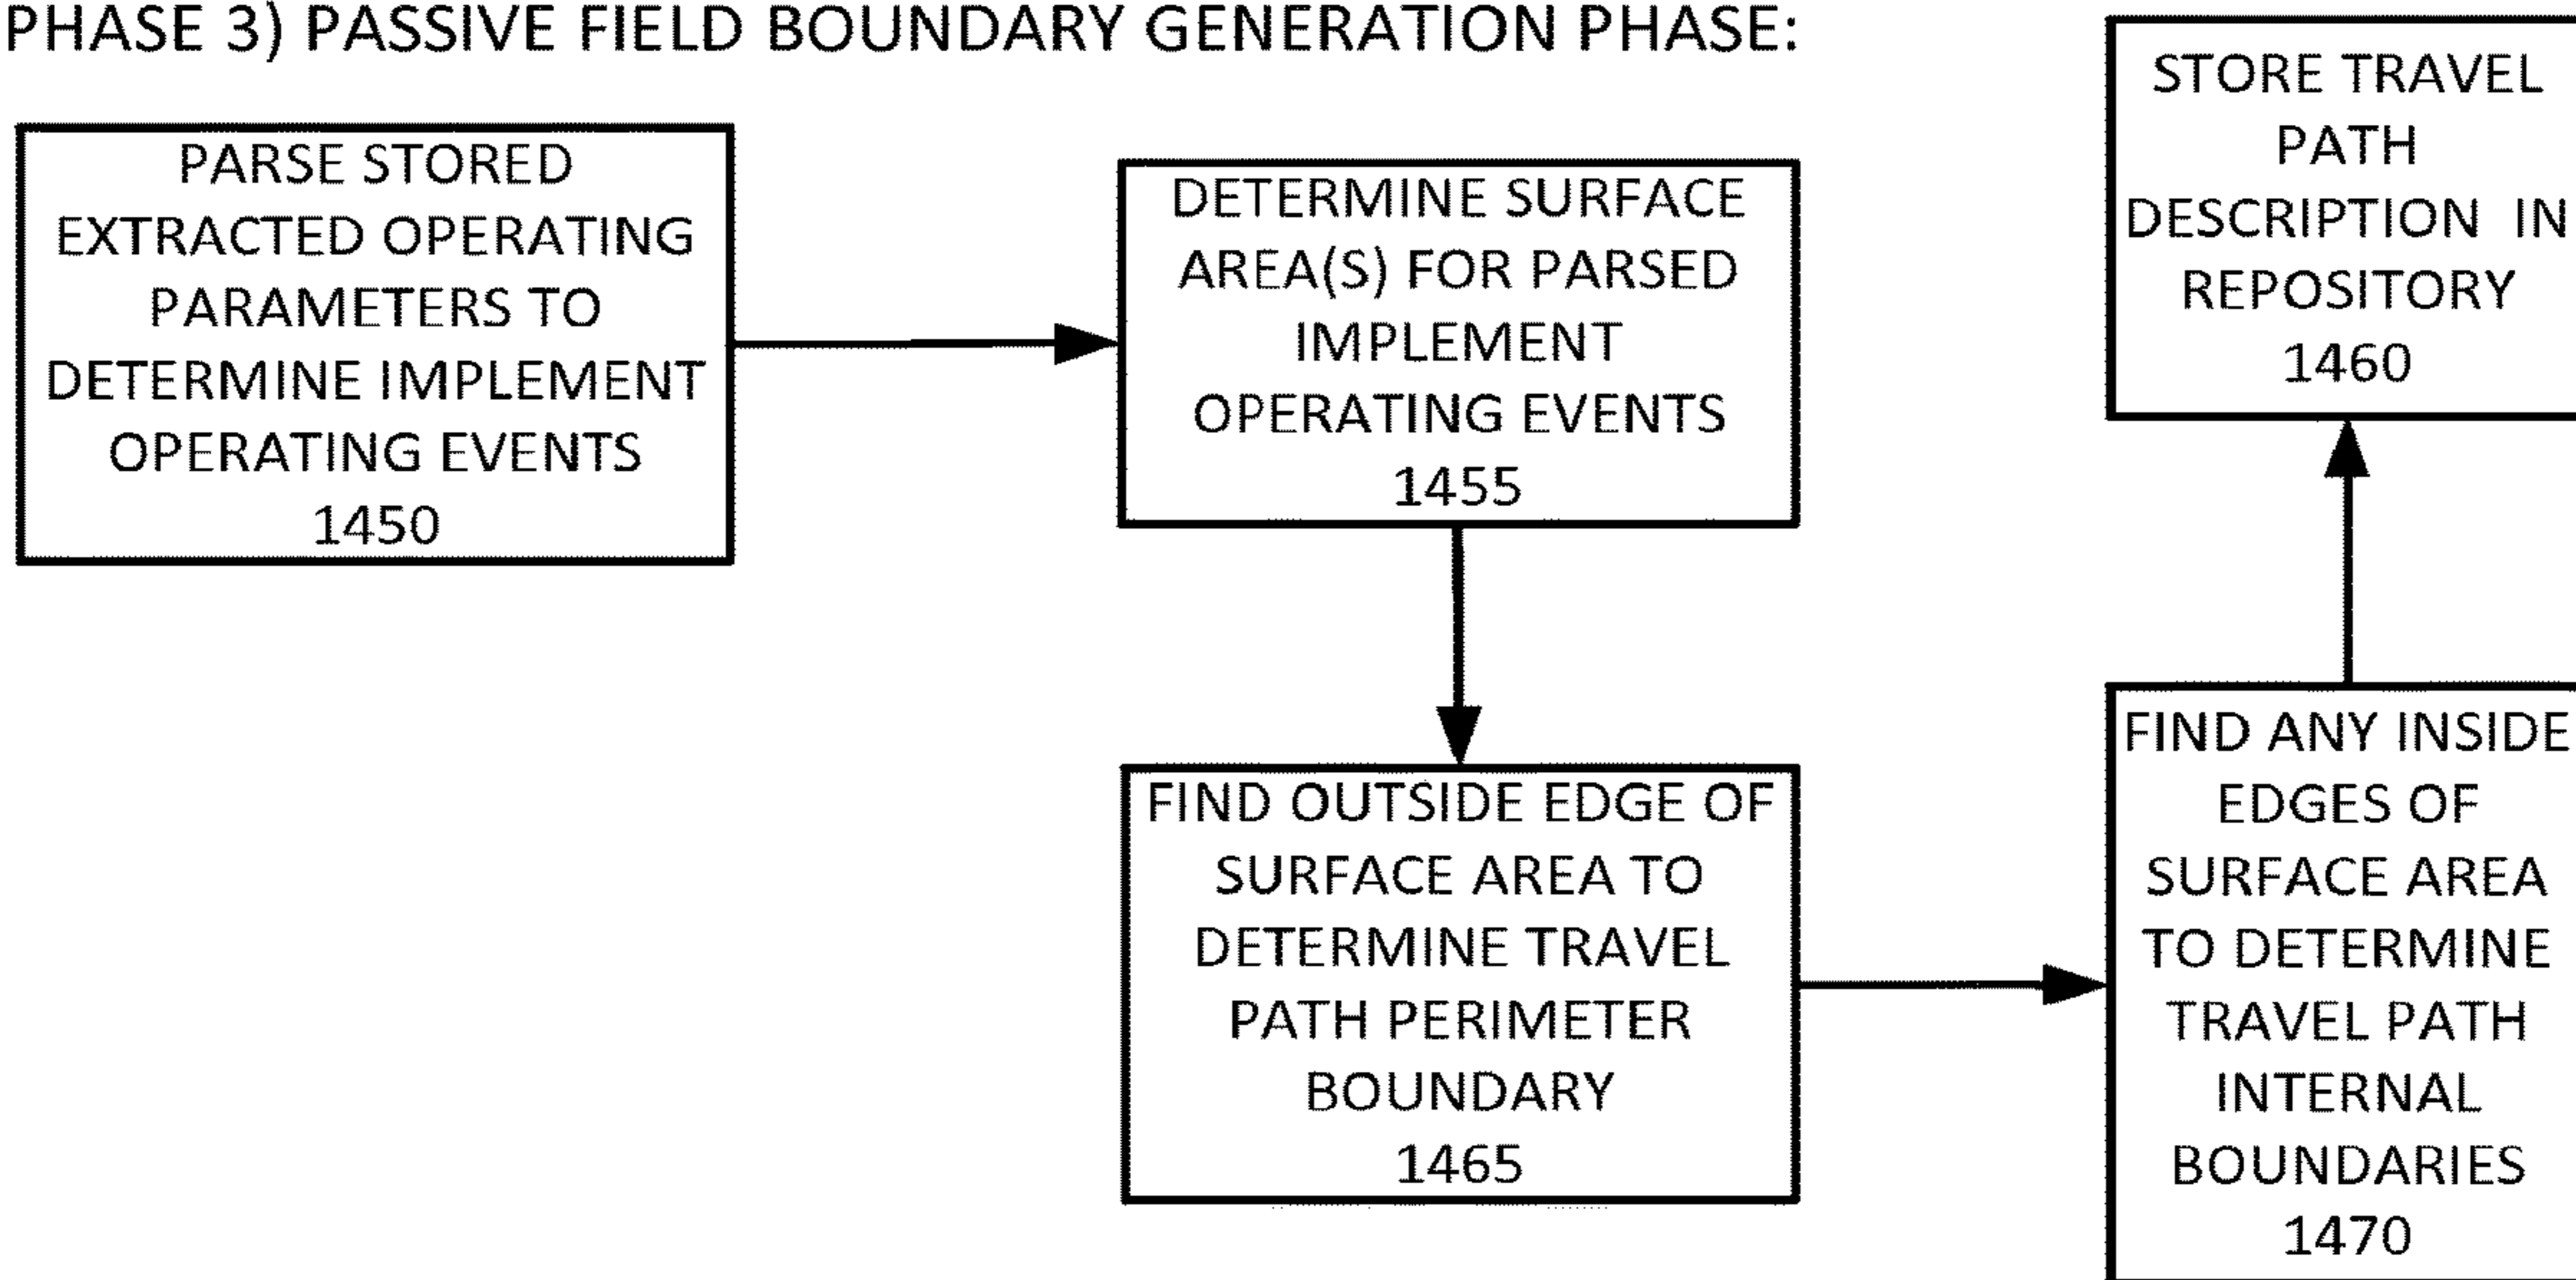 PHASE 3) PASSIVE FIELD BOUNDARY GENERATION PHASE:
PARSE STORED
EXTRACTED OPERATING
PARAMETERS TO
DETERMINE IMPLEMENT
OPERATING EVENTS
1450
DETERMINE SURFACE
AREA(S) FOR PARSED
IMPLEMENT
OPERATING EVENTS
1455
FIND OUTSIDE EDGE OF
SURFACE AREA TO
DETERMINE TRAVEL
PATH PERIMETER
BOUNDARY
1465
FIND ANY INSIDE
EDGES OF
SURFACE AREA
TO DETERMINE
TRAVEL PATH
INTERNAL
BOUNDARIES
1470
STORE TRAVEL
PATH
DESCRIPTION IN
REPOSITORY
1460